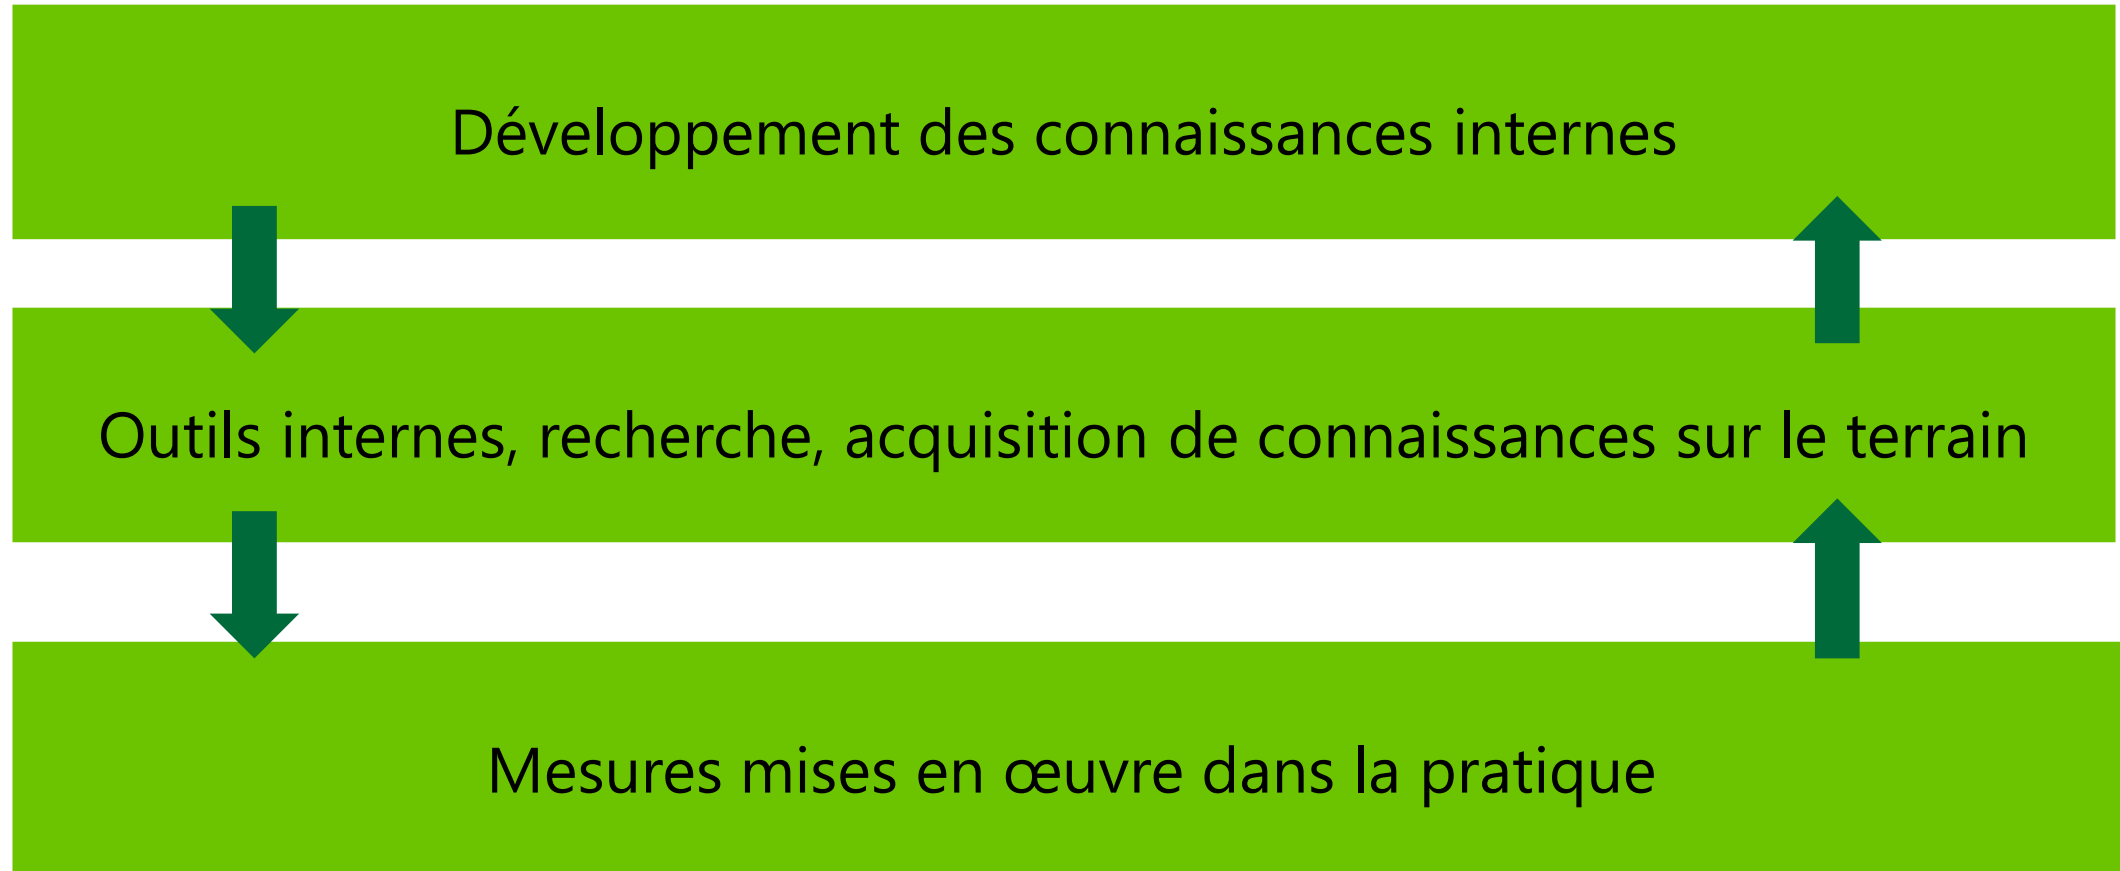 Développement des connaissances internes
Outils internes, recherche, acquisition de connaissances sur le terrain
Mesures mises en œuvre dans la pratique